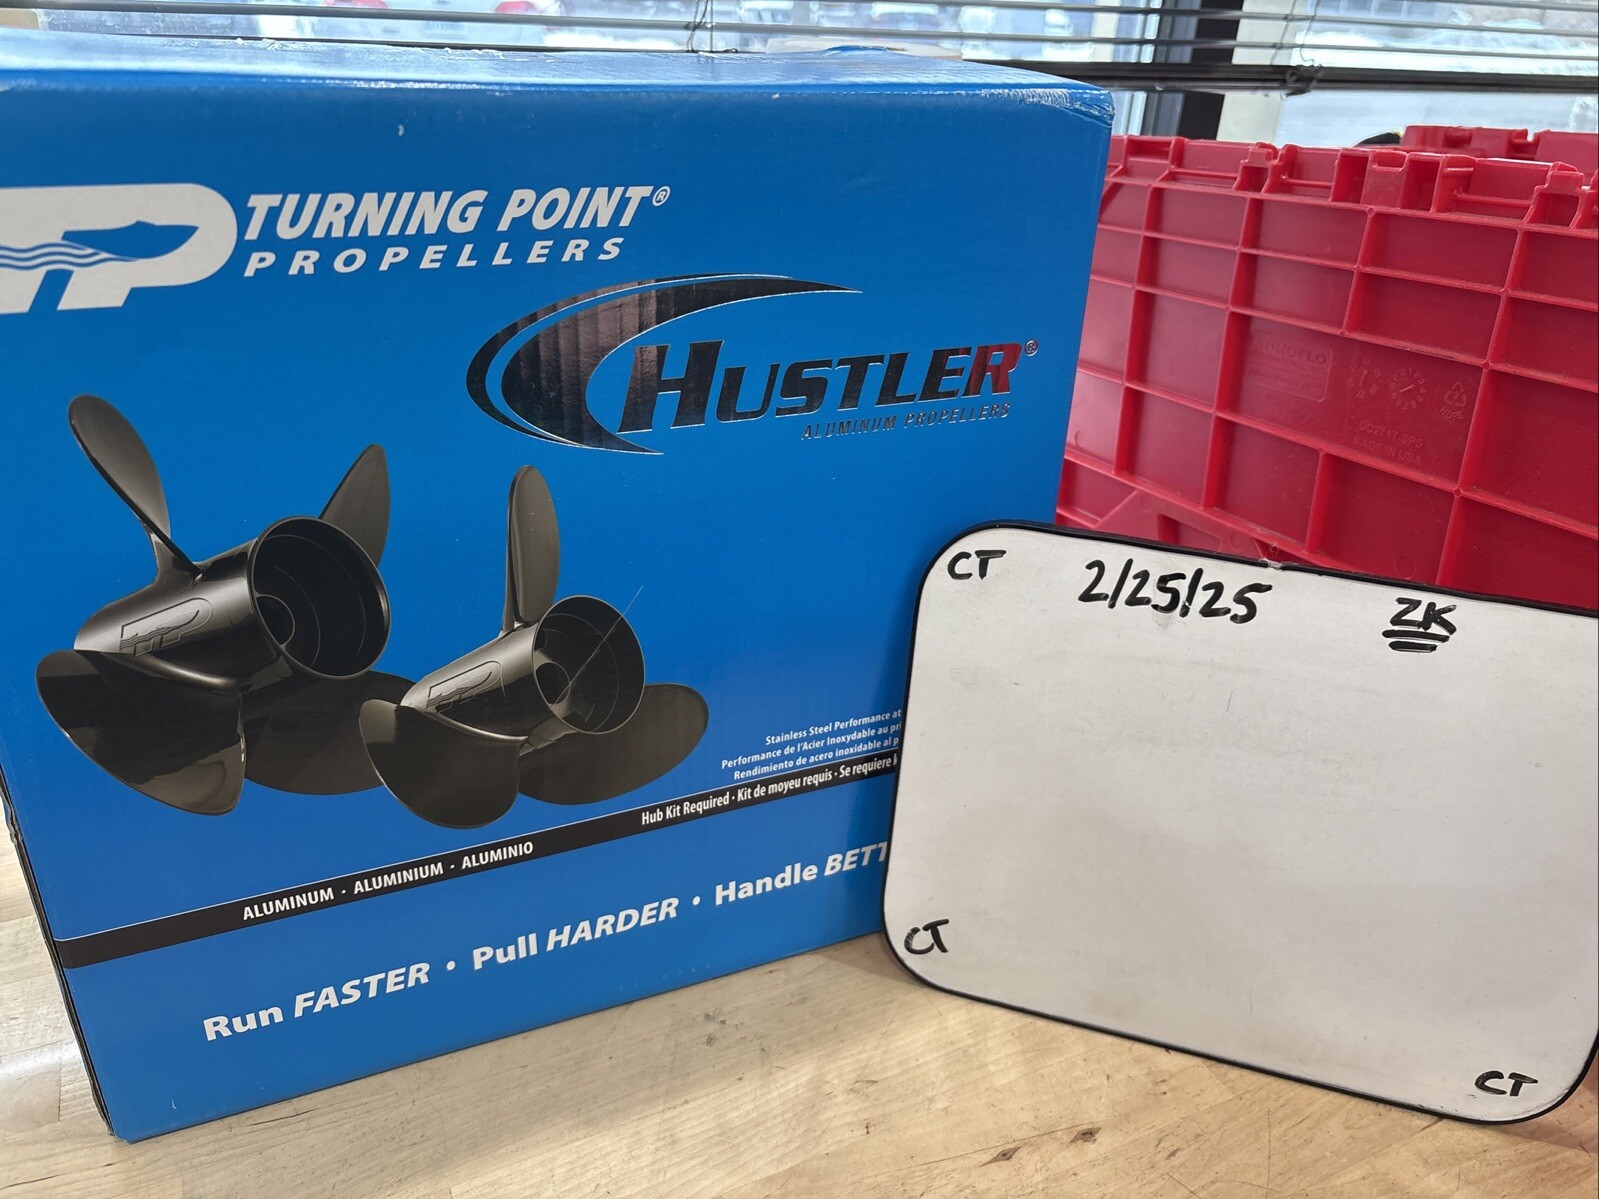 TURNING POINT®
PROPELLERS
HUSTLER®
ALUMINUM PROPELLERS
Stainless Steel Performance at
Performance de l'Acier Inoxydable au
Rendimiento de acero inoxidable al
Hub Kit Required · Kit de moyeu requis · Se requiere
ALUMINUM · ALUMINIUM · ALUMINIO
Run FASTER · Pull HARDER · Handle
CT
2/25/25
ZK
CT
CT
UC2717-SPS
MADE IN USA